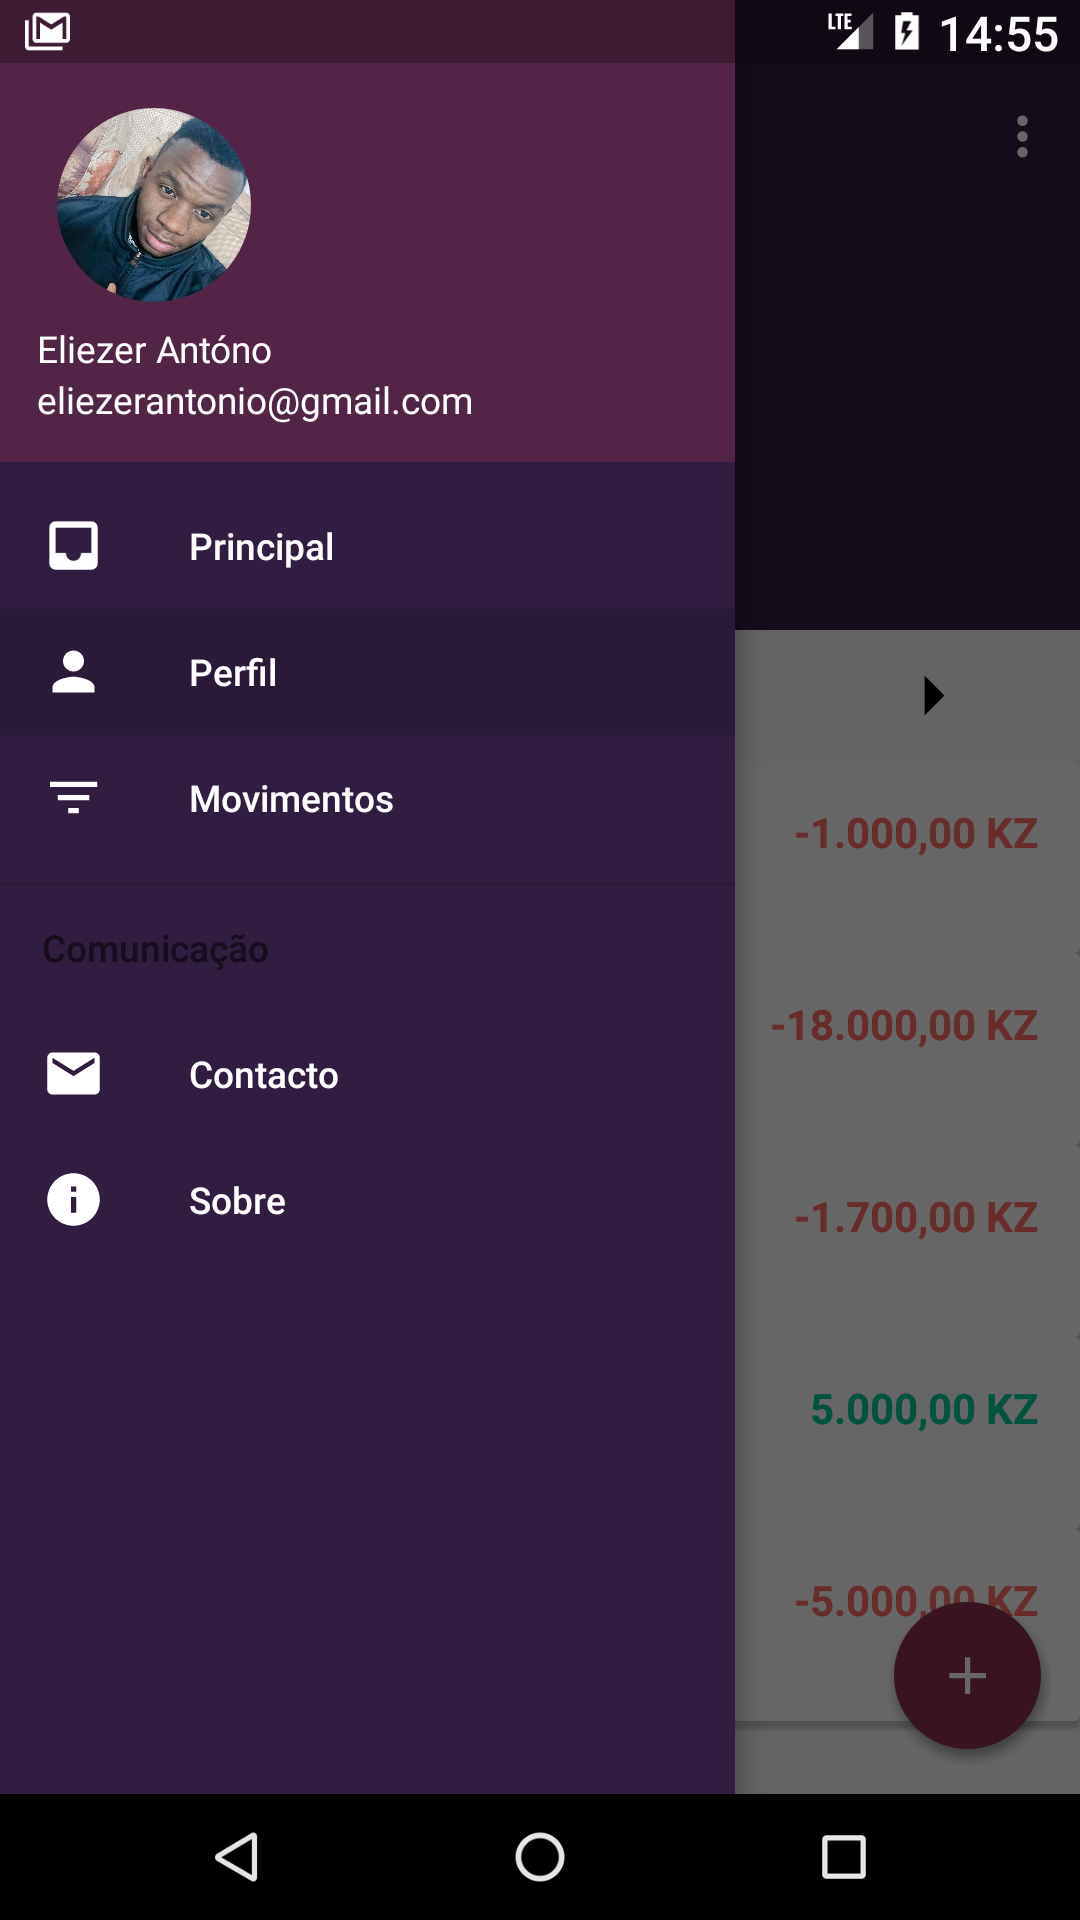 LTE 14:55
Eliezer Antóno
eliezerantonio@gmail.com
Principal
Perfil
Movimentos
-1.000,00 KZ
Comunicação
-18.000,00 KZ
Contacto
Sobre
-1.700,00 KZ
5.000,00 KZ
-5.000,00 KZ
+